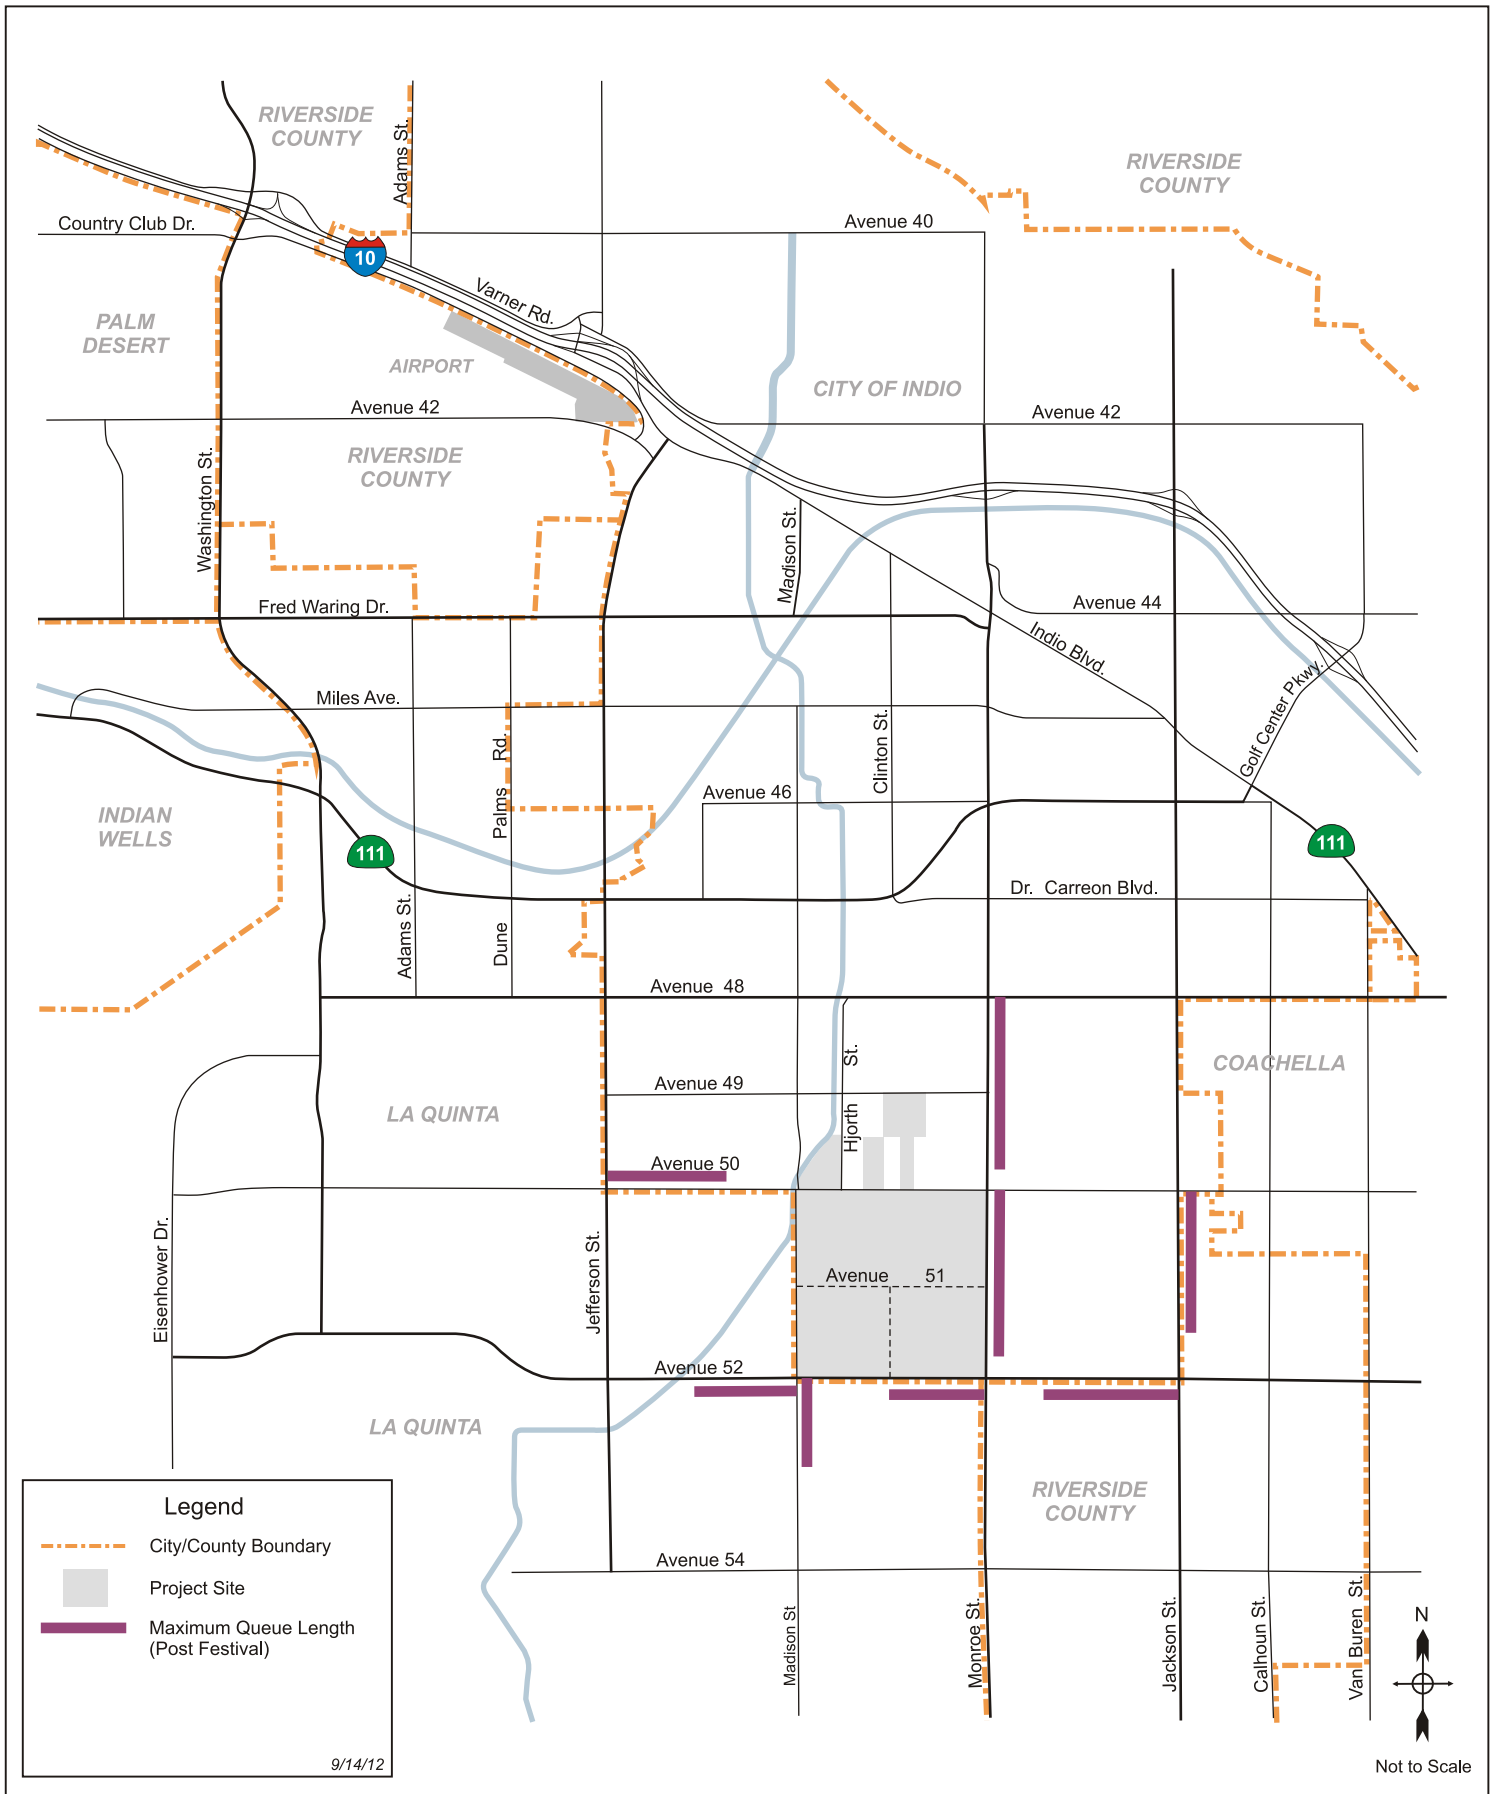 RIVERSIDE
COUNTY
Adams St.
RIVERSIDE
COUNTY
Country Club Dr.
Avenue 40
10
Varner Rd.
PALM
DESERT
AIRPORT
CITY OF INDIO
Avenue 42
Avenue 42
RIVERSIDE
COUNTY
Washington St.
Madison St.
Fred Waring Dr.
Avenue 44
Indio Blvd.
Miles Ave.
Golf Center Pkwy.
Clinton St.
Dune Palms Rd.
Avenue 46
INDIAN
WELLS
111
111
Dr. Carreon Blvd.
Adams St.
Avenue 48
Hjorth St.
COACHELLA
Avenue 49
LA QUINTA
Avenue 50
Eisenhower Dr.
Jefferson St.
Avenue 51
Avenue 52
LA QUINTA
RIVERSIDE
COUNTY
Avenue 54
Madison St
Monroe St.
Jackson St.
Calhoun St.
Van Buren St.
N
Not to Scale
Legend
City/County Boundary
Project Site
Maximum Queue Length
(Post Festival)
9/14/12